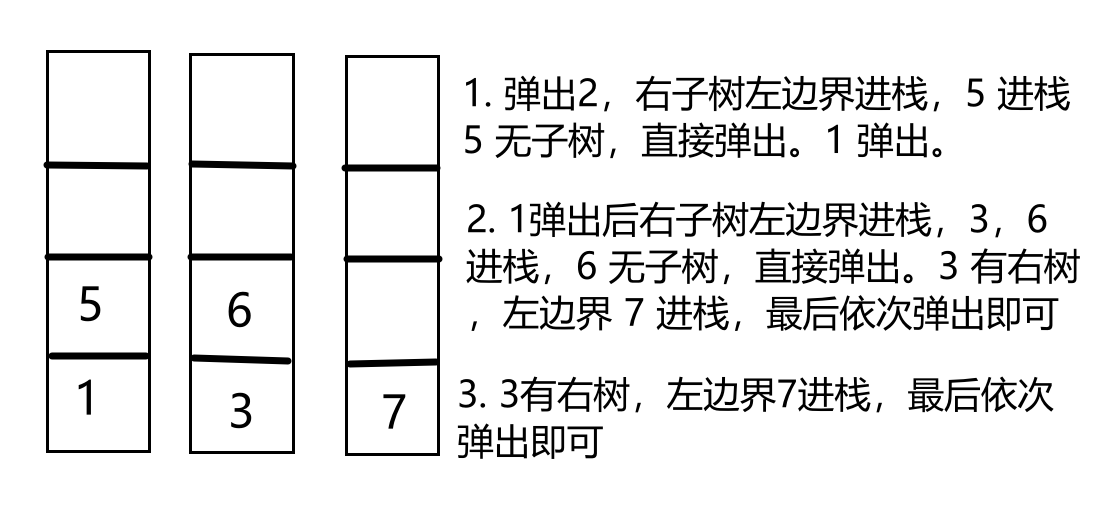 5
1
6
3
7
1. 弹出2，右子树左边界进栈，5 进栈
5 无子树，直接弹出。1 弹出。
2. 1弹出后右子树左边界进栈，3，6
进栈，6 无子树，直接弹出。3 有右树
，左边界 7 进栈，最后依次弹出即可
3. 3有右树，左边界7进栈，最后依次
弹出即可